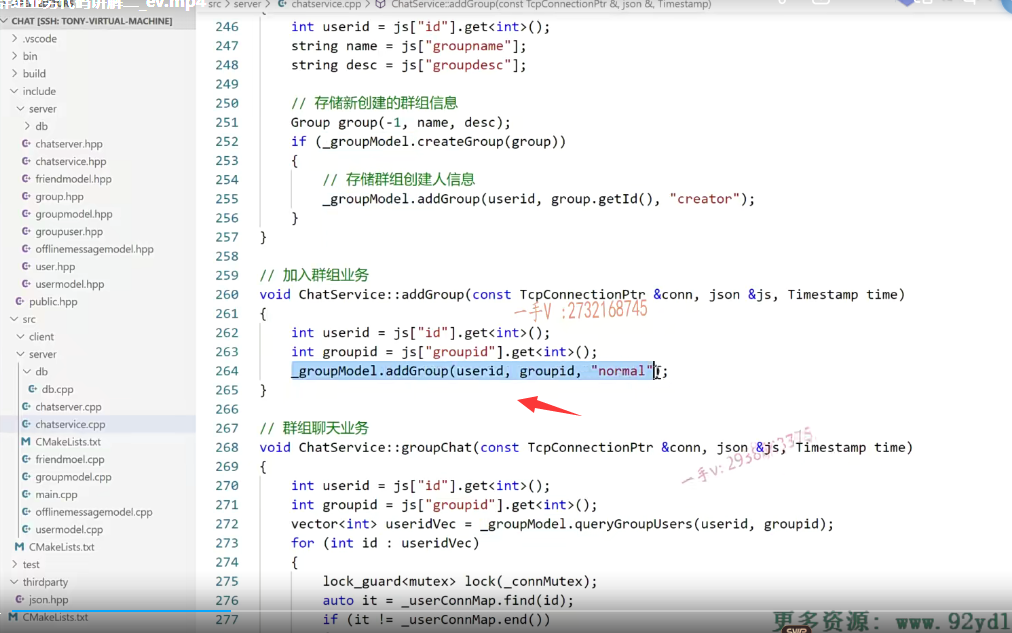 _ev.mp4
src > server > chatservice.cpp > ChatService::addGroup(const TcpConnectionPtr &, json &, Timestamp)
CHAT [SSH: TONY-VIRTUAL-MACHINE]
.vscode
bin
build
include
server
db
chatserver.hpp
chatservice.hpp
friendmodel.hpp
group.hpp
groupmodel.hpp
groupuser.hpp
offlinemessagemodel.hpp
user.hpp
usermodel.hpp
public.hpp
src
client
server
db
db.cpp
chatserver.cpp
chatservice.cpp
CMakeLists.txt
friendmoel.cpp
groupmodel.cpp
main.cpp
offlinemessagemodel.cpp
usermodel.cpp
CMakeLists.txt
test
thirdparty
json.hpp
CMakeLists.txt
246 int userid = js["id"].get<int>();
247 string name = js["groupname"];
248 string desc = js["groupdesc"];
249
250 // 存储新创建的群组信息
251 Group group(-1, name, desc);
252 if (_groupModel.createGroup(group))
253 {
254 // 存储群组创建人信息
255 _groupModel.addGroup(userid, group.getId(), "creator");
256 }
257 }
258
259 // 加入群组业务
260 void ChatService::addGroup(const TcpConnectionPtr &conn, json &js, Timestamp time)
261 {
一手V :2732168745
262 int userid = js["id"].get<int>();
263 int groupid = js["groupid"].get<int>();
264 _groupModel.addGroup(userid, groupid, "normal");
265 }
266
267 // 群组聊天业务
268 void ChatService::groupChat(const TcpConnectionPtr &conn, json &js, Timestamp time)
269 {
270 int userid = js["id"].get<int>();
271 int groupid = js["groupid"].get<int>();
272 vector<int> useridVec = _groupModel.queryGroupUsers(userid, groupid);
273 for (int id : useridVec)
274 {
275 lock_guard<mutex> lock(_connMutex);
276 auto it = _userConnMap.find(id);
277 if (it != _userConnMap.end())
更多资源: www.92yd1
SVIP